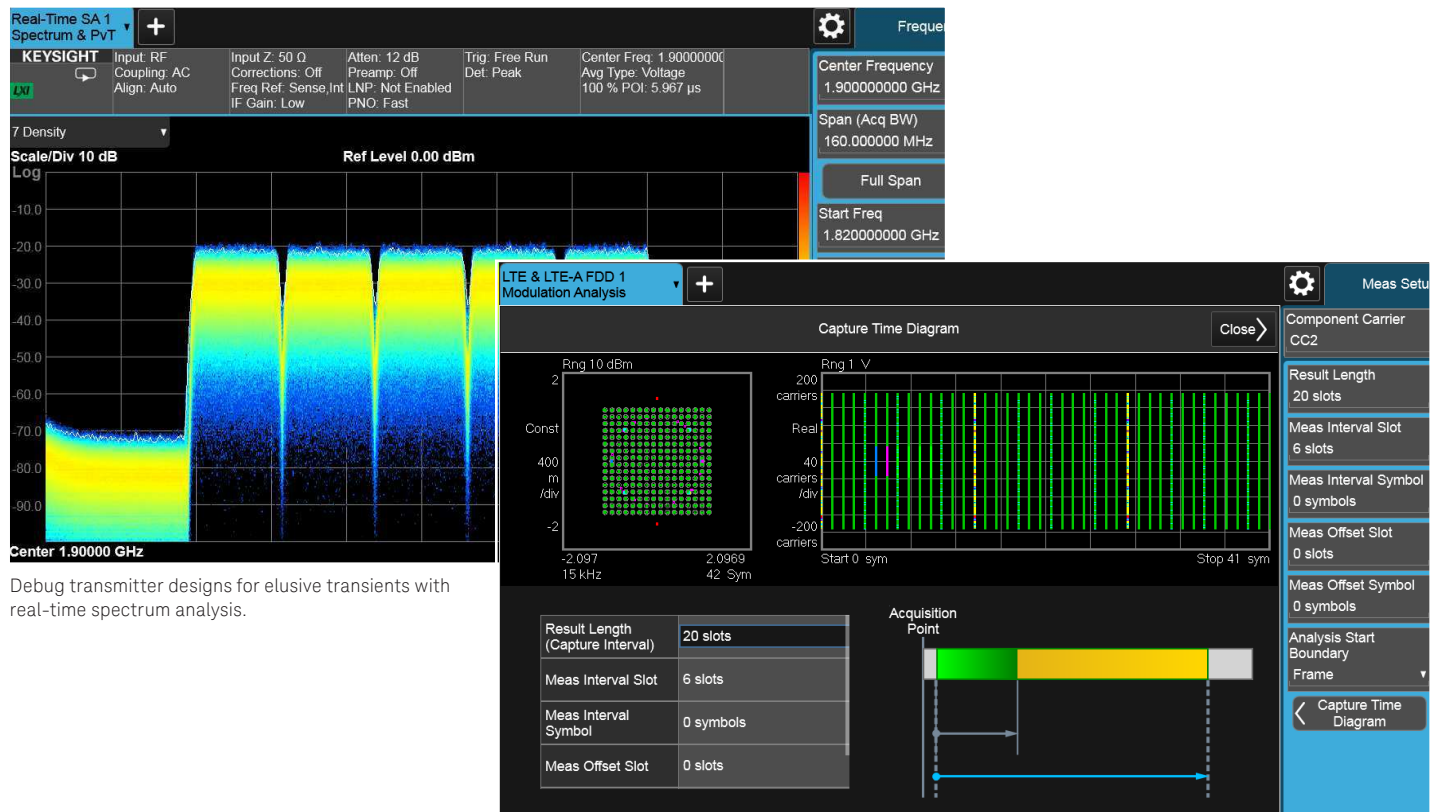 Real-Time SA 1
Spectrum & PvT
+
Freque
KEYSIGHT
LXI
Input: RF
Coupling: AC
Align: Auto
Input Z: 50 Ω
Corrections: Off
Freq Ref: Sense,Int
IF Gain: Low
Atten: 12 dB
Preamp: Off
LNP: Not Enabled
PNO: Fast
Trig: Free Run
Det: Peak
Center Freq: 1.90000000
Avg Type: Voltage
100 % POI: 5.967 µs
Center Frequency
1.900000000 GHz
Span (Acq BW)
160.000000 MHz
Full Span
Start Freq
1.820000000 GHz
7 Density
Scale/Div 10 dB
Ref Level 0.00 dBm
Log
-10.0
-20.0
-30.0
-40.0
-50.0
-60.0
-70.0
-80.0
-90.0
Center 1.90000 GHz
Debug transmitter designs for elusive transients with
real-time spectrum analysis.
LTE & LTE-A FDD 1
Modulation Analysis
+
Meas Setu
Capture Time Diagram
Close
Rng 10 dBm
2
Const
400
m
/div
-2
-2.097
2.0969
15 kHz
42 Sym
Rng 1 V
200
carriers
Real
40
carriers
/div
-200
carriers
Start 0 sym
Stop 41 sym
Result Length
(Capture Interval)
20 slots
Meas Interval Slot
6 slots
Meas Interval
Symbol
0 symbols
Meas Offset Slot
0 slots
Acquisition
Point
Component Carrier
CC2
Result Length
20 slots
Meas Interval Slot
6 slots
Meas Interval Symbol
0 symbols
Meas Offset Slot
0 slots
Meas Offset Symbol
0 symbols
Analysis Start
Boundary
Frame
Capture Time
Diagram